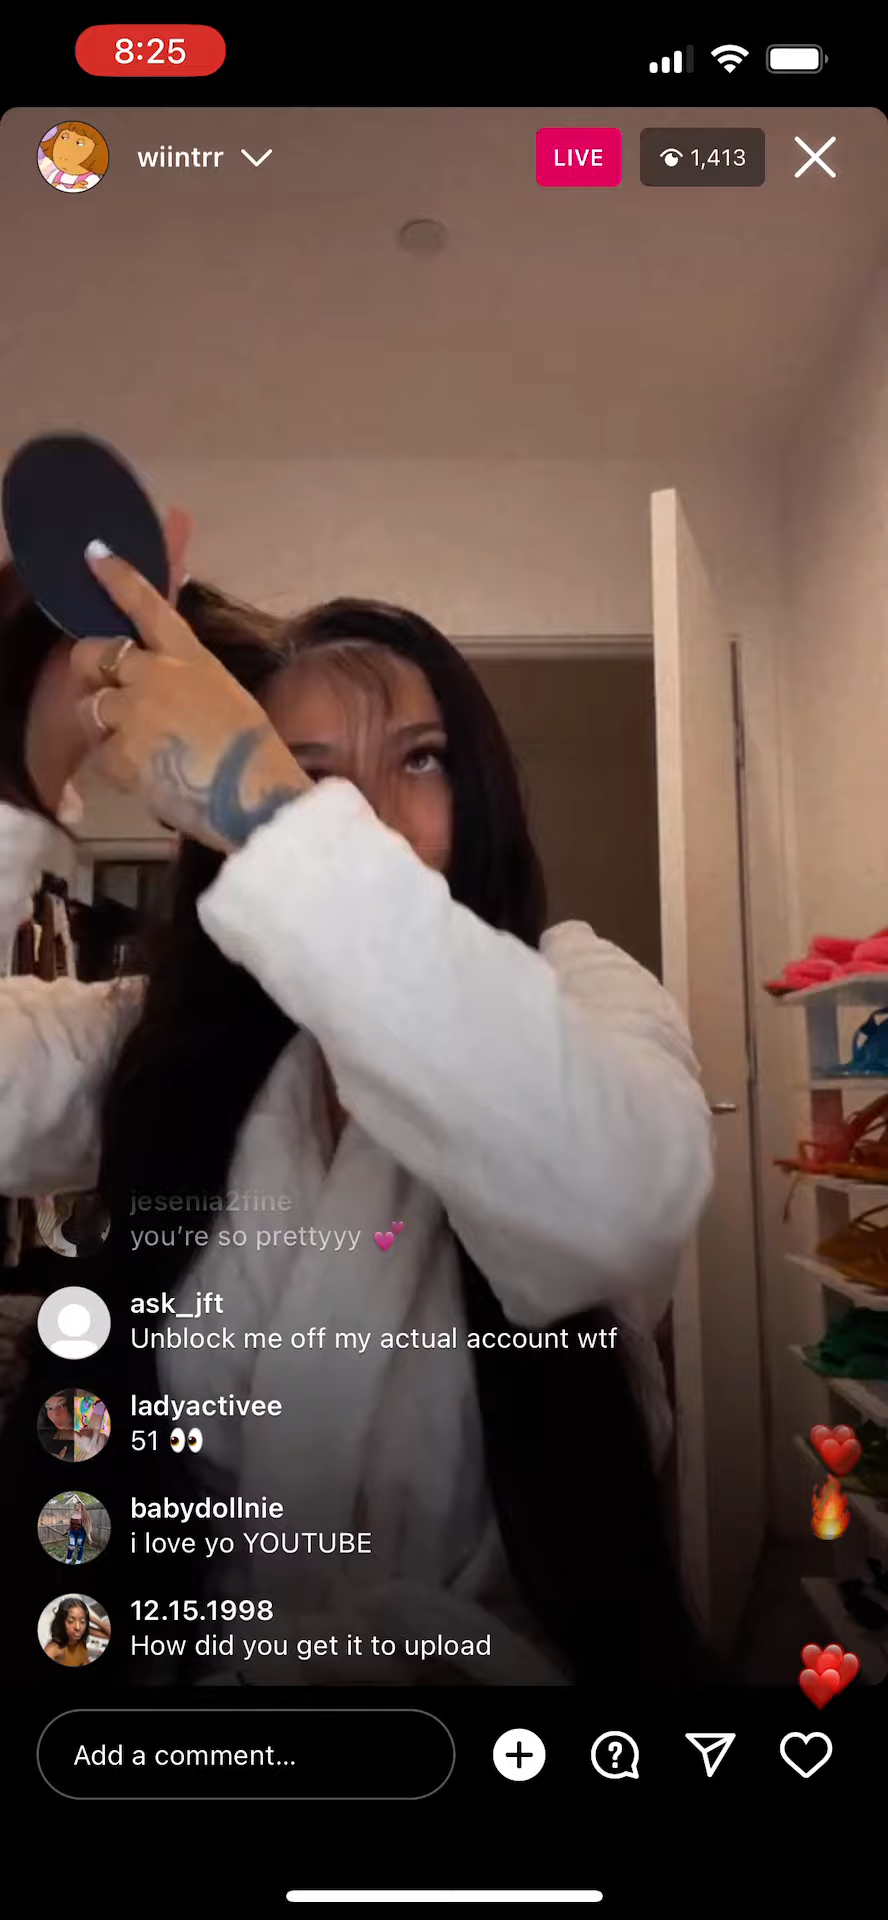 8:25
wiintrr
LIVE
1,413
jesenia2fine
you're so prettyyy 💕
ask_jft
Unblock me off my actual account wtf
ladyactivee
51 👀
babydollnie
i love yo YOUTUBE
12.15.1998
How did you get it to upload
Add a comment...